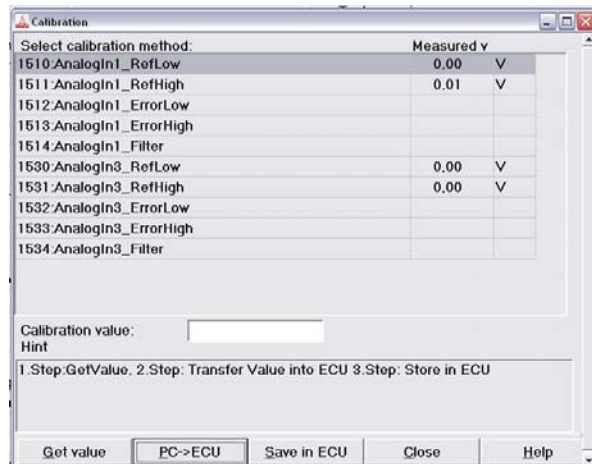 Calibration
Select calibration method: Measured v
1510:AnalogIn1_RefLow 0.00 V
1511:AnalogIn1_RefHigh 0.01 V
1512:AnalogIn1_ErrorLow
1513:AnalogIn1_ErrorHigh
1514:AnalogIn1_Filter
1530:AnalogIn3_RefLow 0.00 V
1531:AnalogIn3_RefHigh 0.00 V
1532:AnalogIn3_ErrorLow
1533:AnalogIn3_ErrorHigh
1534:AnalogIn3_Filter
Calibration value:
Hint
1.Step:GetValue, 2.Step: Transfer Value into ECU 3.Step: Store in ECU
Get value PC->ECU Save in ECU Close Help